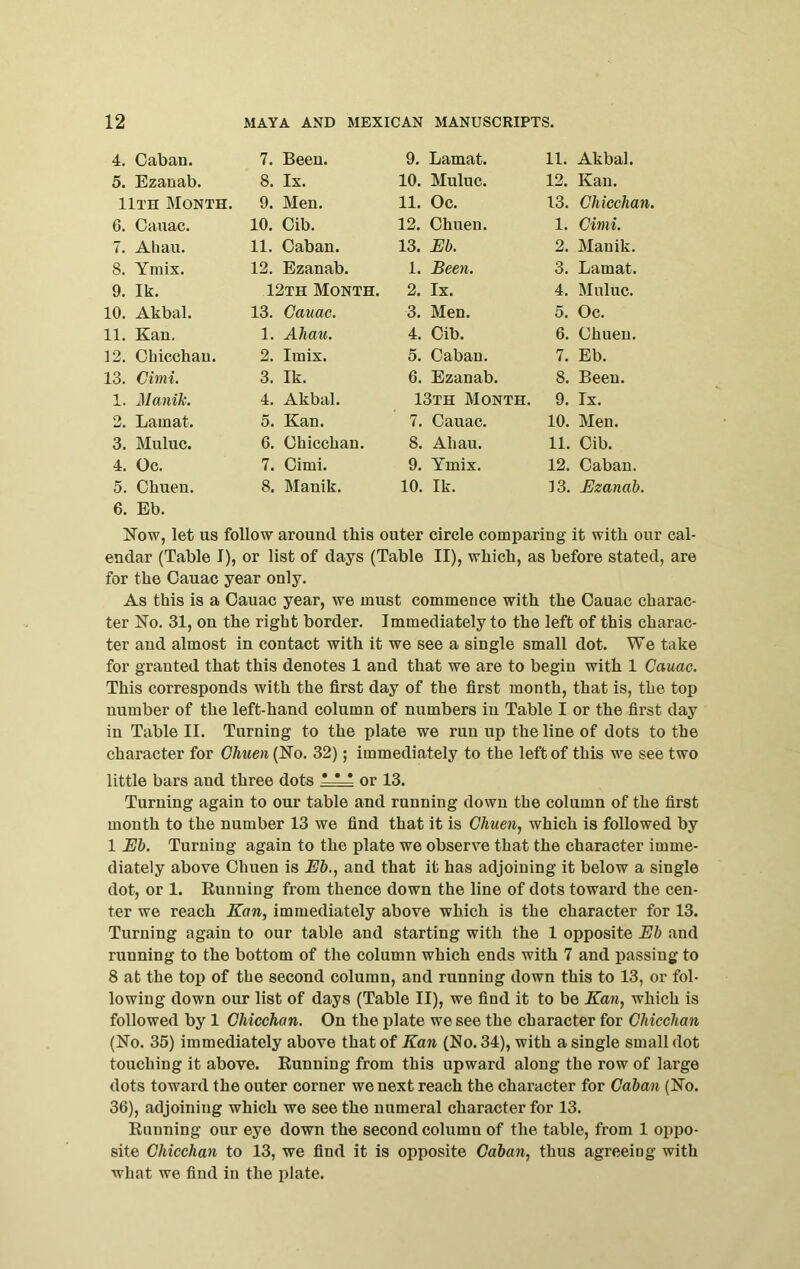 12 MAYA AND MEXICAN MANUSCRIPTS.
4. Caban. 7. Been. 9. Lamat. 11. Akbal.
5. Ezanab. 8. Ix. 10. Muluc. 12. Kan.
11TH MONTH. 9. Men. 11. Oc. 13. Chicchan.
6. Cauac. 10. Cib. 12. Chuen. 1. Cimi.
7. Ahau. 11. Caban. 13. Eb. 2. Manik.
8. Ymix. 12. Ezanab. 1. Been. 3. Lamat.
9. Ik. 12TH MONTH. 2. Ix. 4. Muluc.
10. Akbal. 13. Cauac. 3. Men. 5. Oc.
11. Kan. 1. Ahau. 4. Cib. 6. Chuen.
12. Chicchan. 2. Imix. 5. Caban. 7. Eb.
13. Cimi. 3. Ik. 6. Ezanab. 8. Been.
1. Manik. 4. Akbal. 13TH MONTH. 9. Ix.
2. Lamat. 5. Kan. 7. Cauac. 10. Men.
3. Muluc. 6. Chicchan. 8. Ahau. 11. Cib.
4. Oc. 7. Cimi. 9. Ymix. 12. Caban.
5. Chuen. 8. Manik. 10. Ik. 13. Ezanab.
6. Eb.
Now, let us follow around this outer circle comparing it with our cal-
endar (Table I), or list of days (Table II), which, as before stated, are
for the Cauac year only.
As this is a Cauac year, we must commence with the Cauac charac-
ter No. 31, on the right border. Immediately to the left of this charac-
ter and almost in contact with it we see a single small dot. We take
for granted that this denotes 1 and that we are to begin with 1 Cauac.
This corresponds with the first day of the first month, that is, the top
number of the left-hand column of numbers in Table I or the first day
in Table II. Turning to the plate we run up the line of dots to the
character for Chuen (No. 32); immediately to the left of this we see two
little bars and three dots or 13.
Turning again to our table and running down the column of the first
month to the number 13 we find that it is Chuen, which is followed by
1 Eb. Turning again to the plate we observe that the character imme-
diately above Chuen is Eb., and that it has adjoining it below a single
dot, or 1. Running from thence down the line of dots toward the cen-
ter we reach Kan, immediately above which is the character for 13.
Turning again to our table and starting with the 1 opposite Eb and
running to the bottom of the column which ends with 7 and passing to
8 at the top of the second column, and running down this to 13, or fol-
lowing down our list of days (Table II), we find it to be Kan, which is
followed by 1 Chicchan. On the plate we see the character for Chicchan
(No. 35) immediately above that of Kan (No. 34), with a single small dot
touching it above. Running from this upward along the row of large
dots toward the outer corner we next reach the character for Caban (No.
36), adjoining which we see the numeral character for 13.
Running our eye down the second column of the table, from 1 oppo-
site Chicchan to 13, we find it is opposite Caban, thus agreeing with
what we find in the plate.